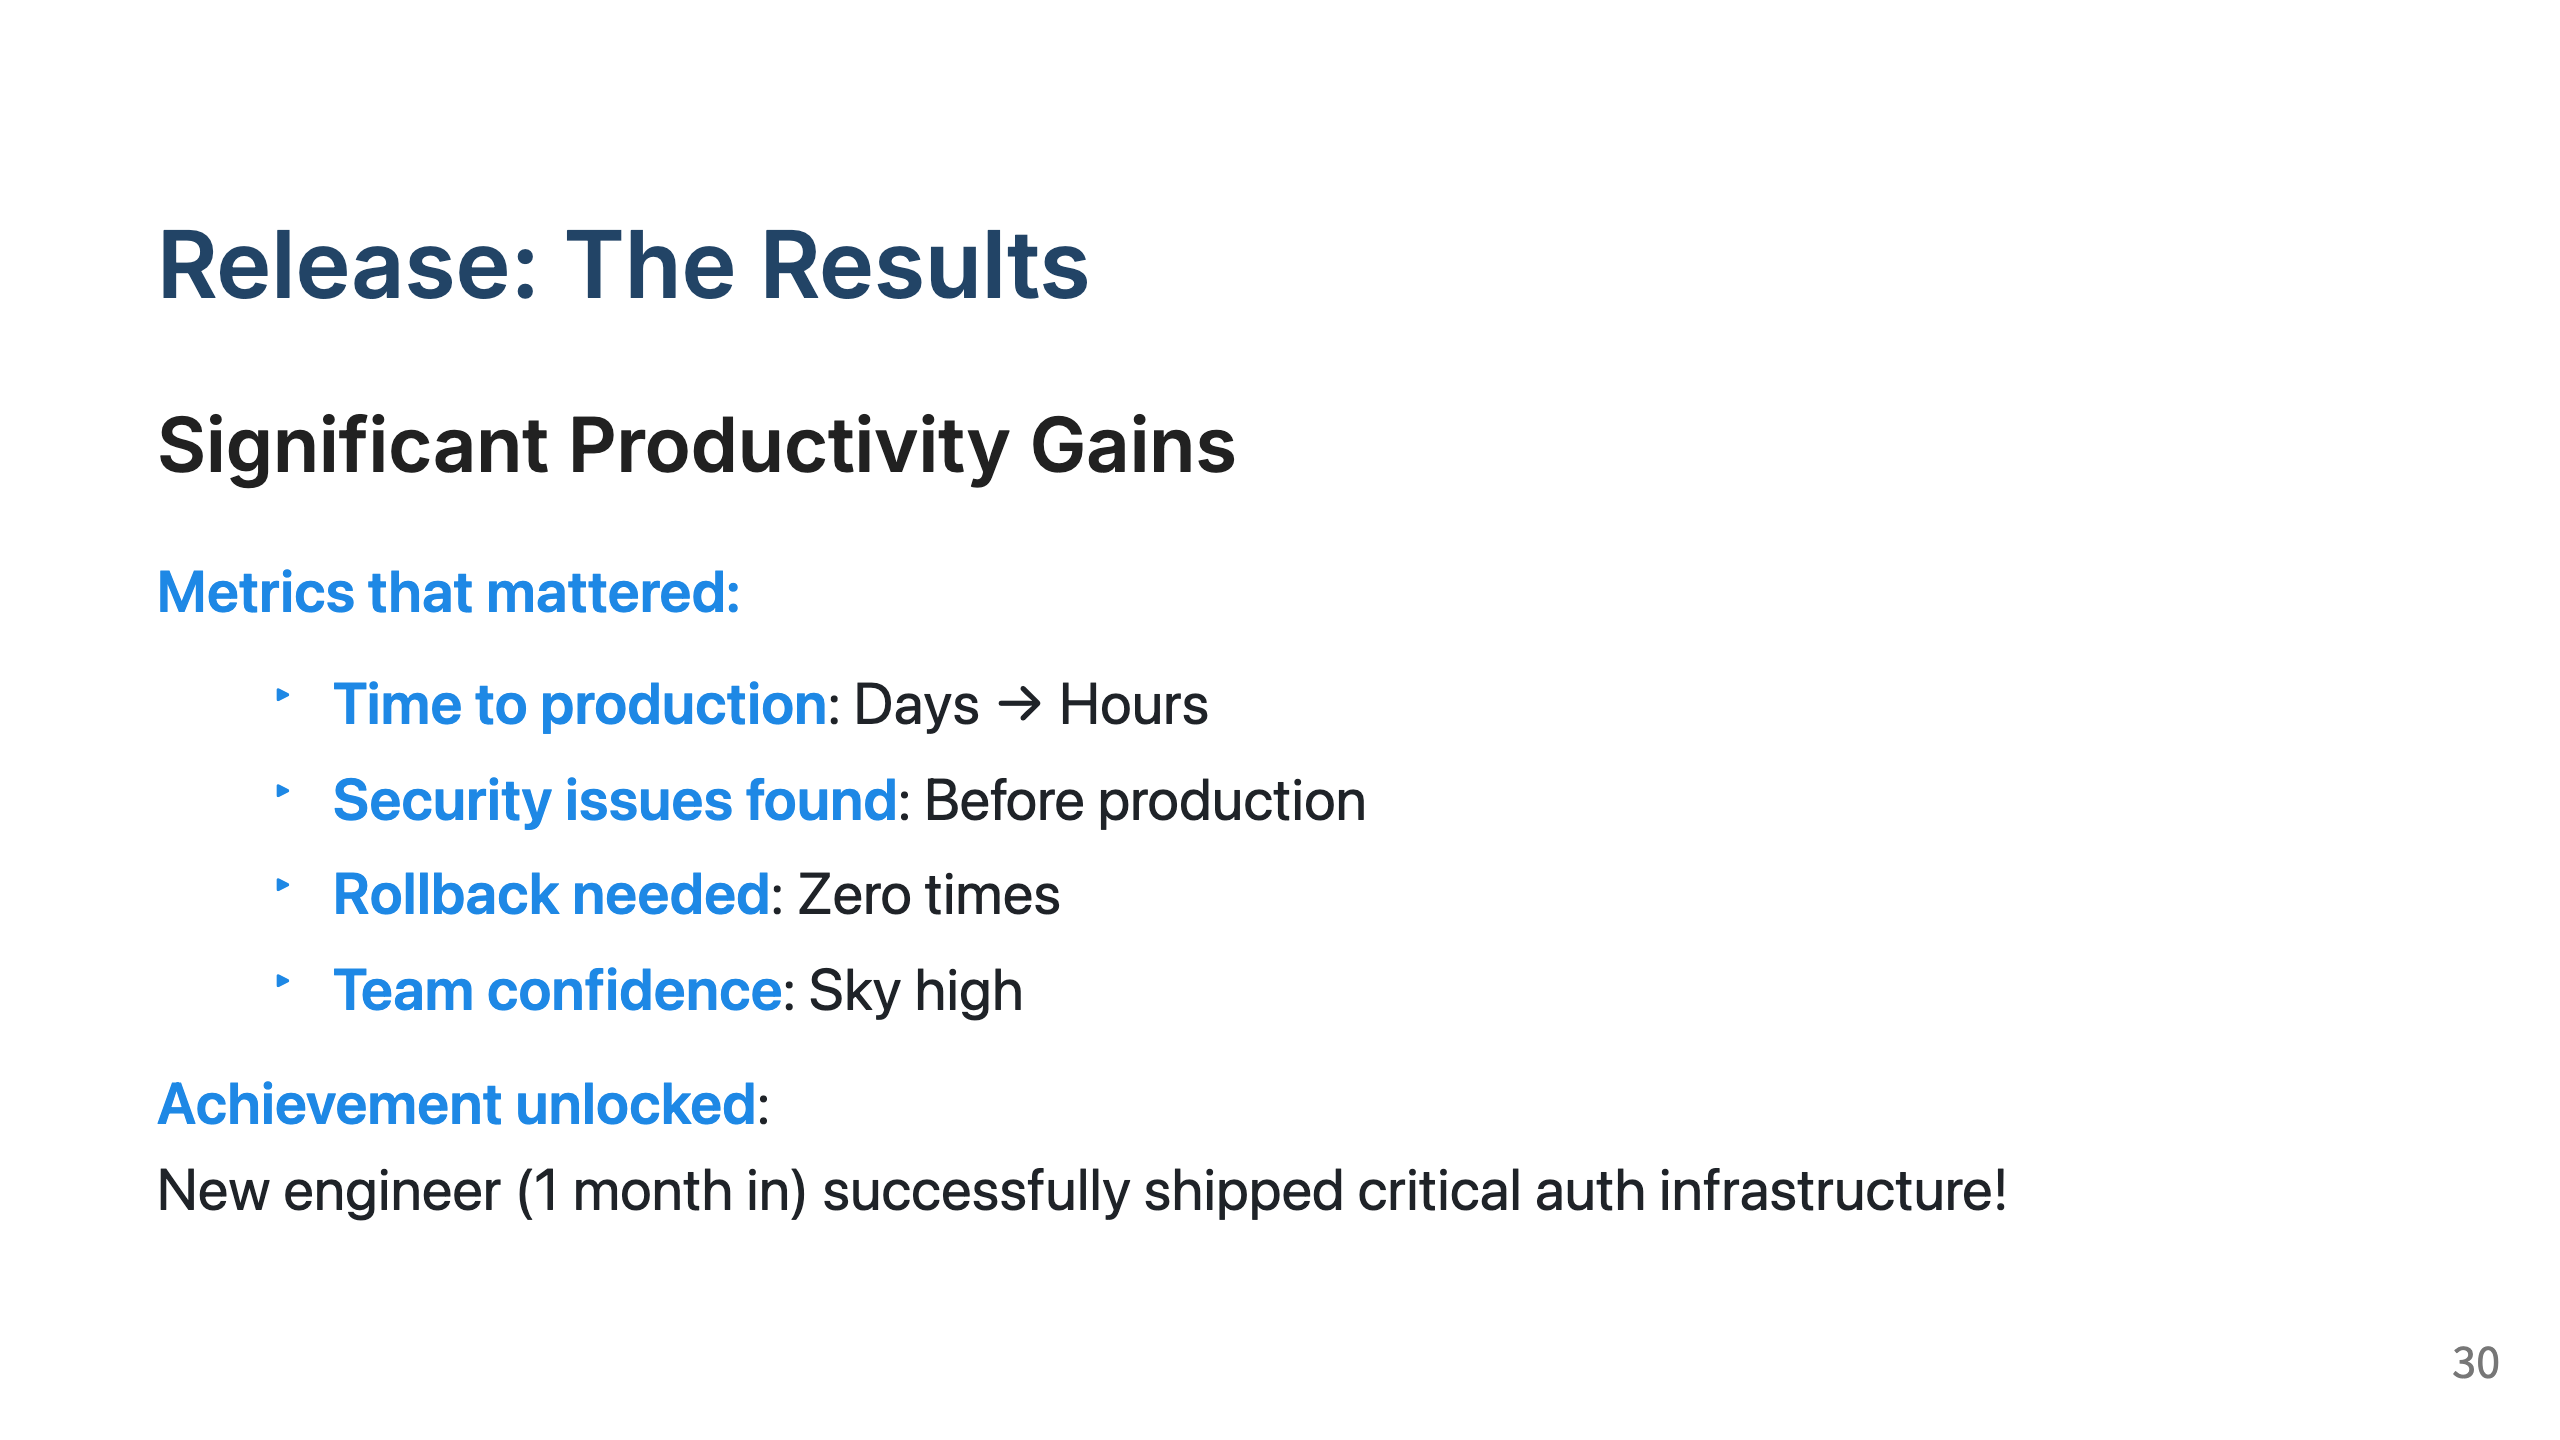 Release: The Results
Significant Productivity Gains
Metrics that mattered:
‣ Time to production: Days → Hours
‣ Security issues found: Before production
‣ Rollback needed: Zero times
‣ Team confidence: Sky high
Achievement unlocked:
New engineer (1 month in) successfully shipped critical auth infrastructure!
30